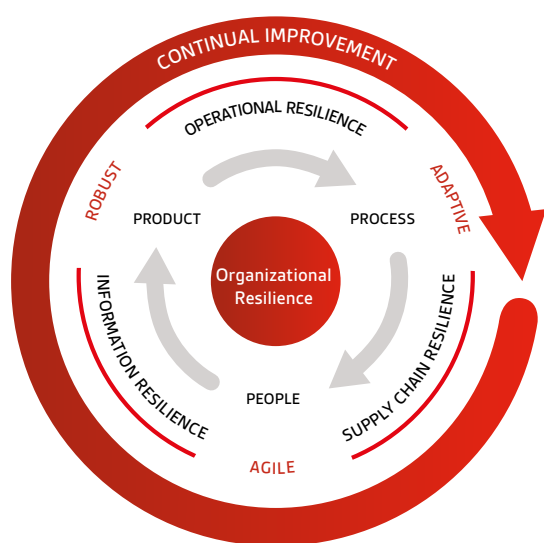 CONTINUAL IMPROVEMENT
OPERATIONAL RESILIENCE
ROBUST
ADAPTIVE
PRODUCT
PROCESS
Organizational
Resilience
INFORMATION RESILIENCE
SUPPLY CHAIN RESILIENCE
PEOPLE
AGILE